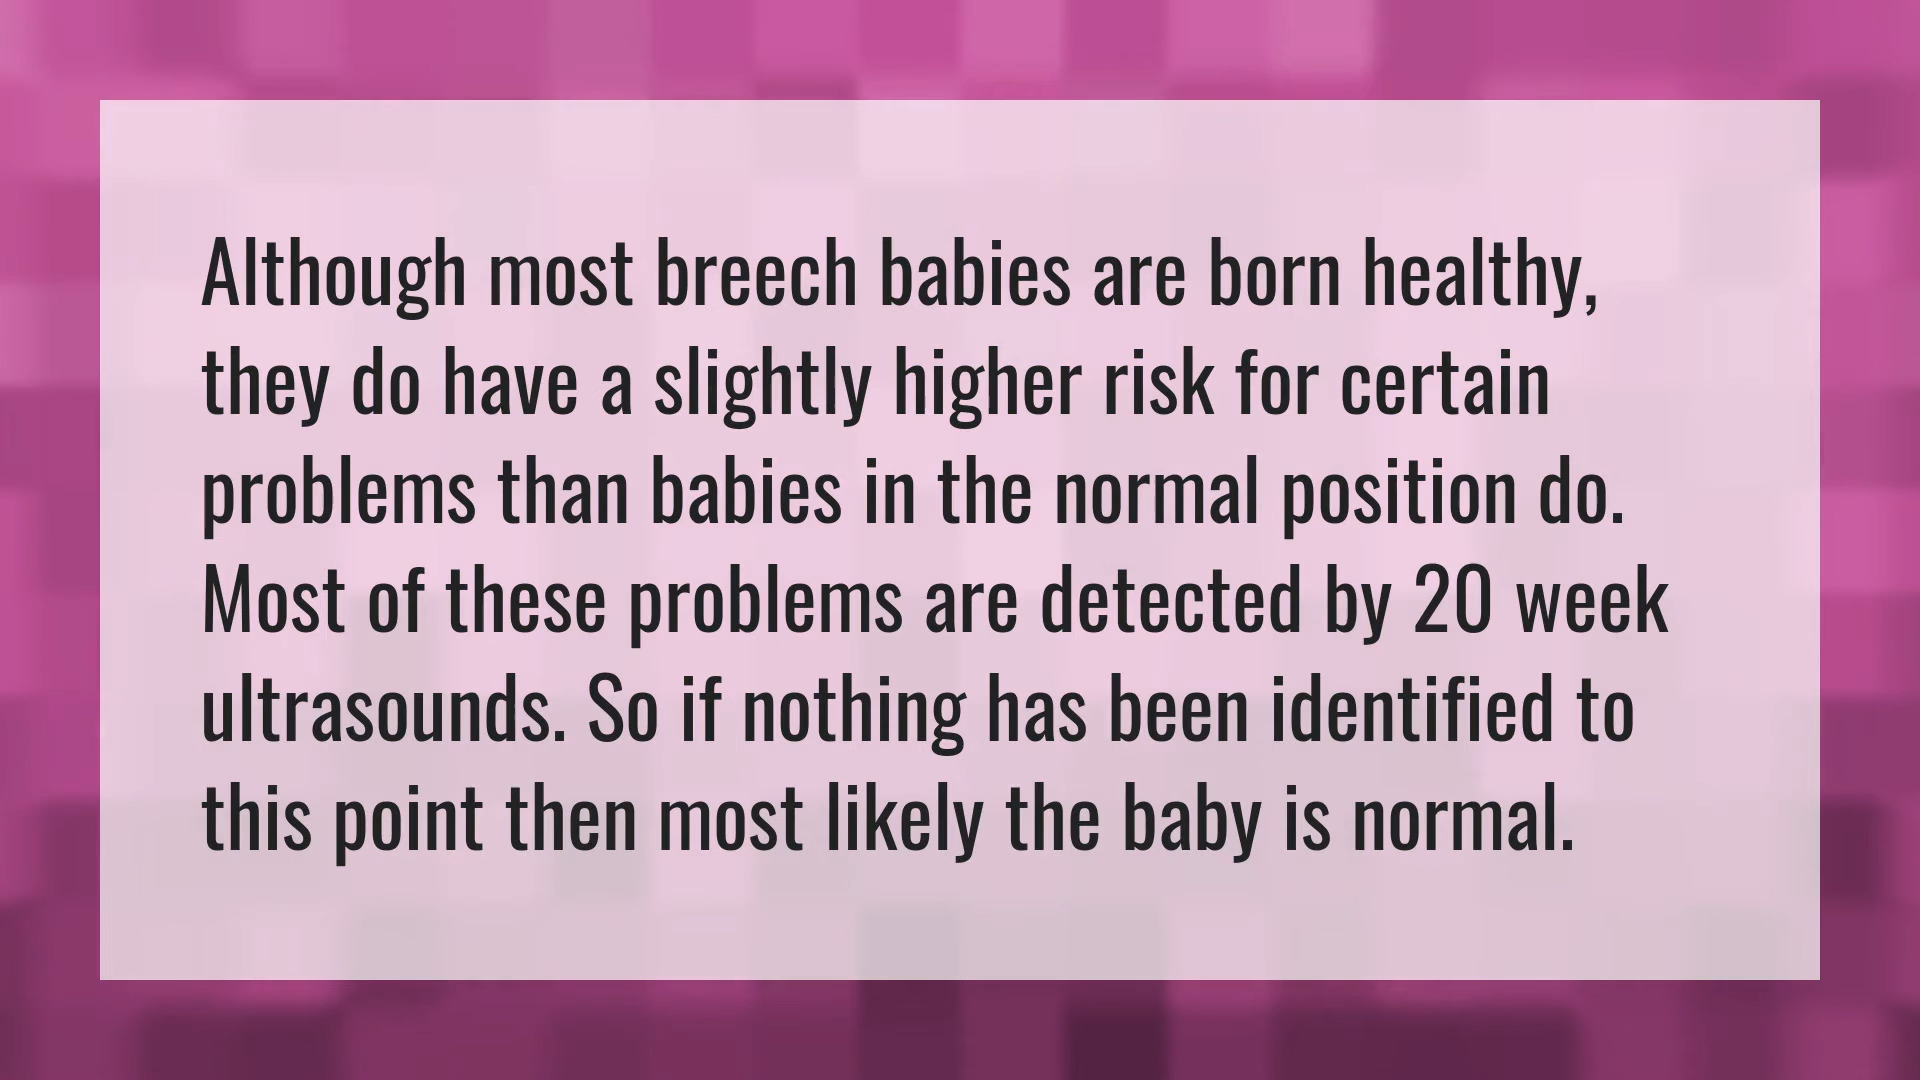 Although most breech babies are born healthy,
they do have a slightly higher risk for certain
problems than babies in the normal position do.
Most of these problems are detected by 20 week
ultrasounds. So if nothing has been identified to
this point then most likely the baby is normal.